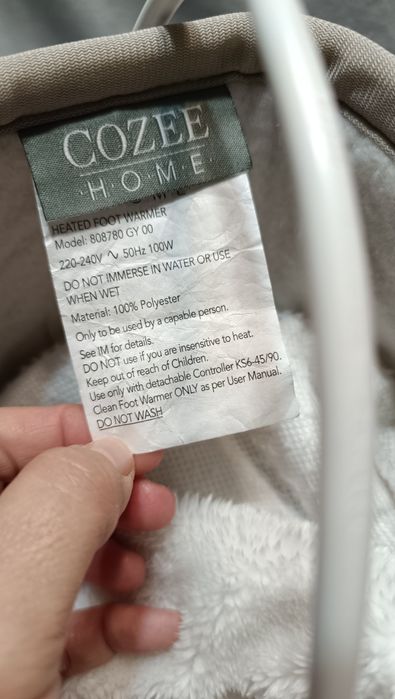 COZEE
·H·O·M·E·
HEATED FOOT WARMER
Model: 808780 GY 00
220-240V ∿ 50Hz 100W
DO NOT IMMERSE IN WATER OR USE
WHEN WET
Material: 100% Polyester
Only to be used by a capable person.
See IM for details.
DO NOT use if you are insensitive to heat.
Keep out of reach of Children.
Use only with detachable Controller KS6-45/90.
Clean Foot Warmer ONLY as per User Manual.
DO NOT WASH